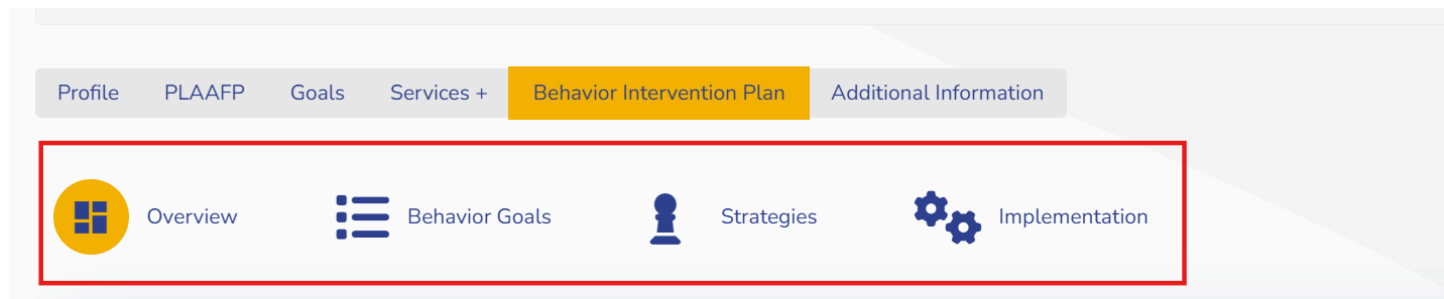 Profile PLAAFP Goals Services + Behavior Intervention Plan Additional Information
Overview Behavior Goals Strategies Implementation